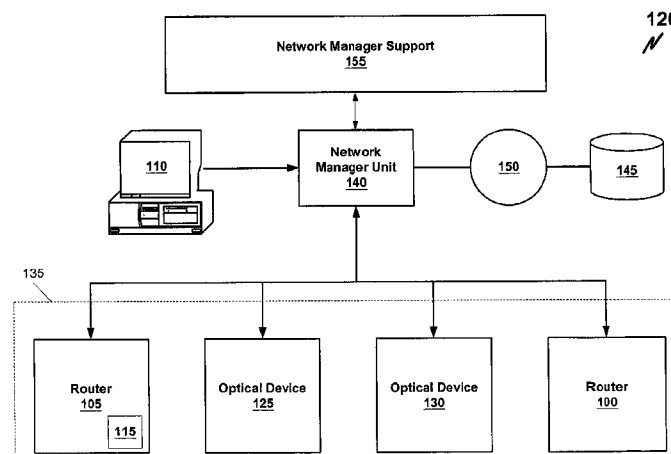 120
Network Manager Support
155
110
Network
Manager Unit
140
150
145
135
Router
105
115
Optical Device
125
Optical Device
130
Router
100